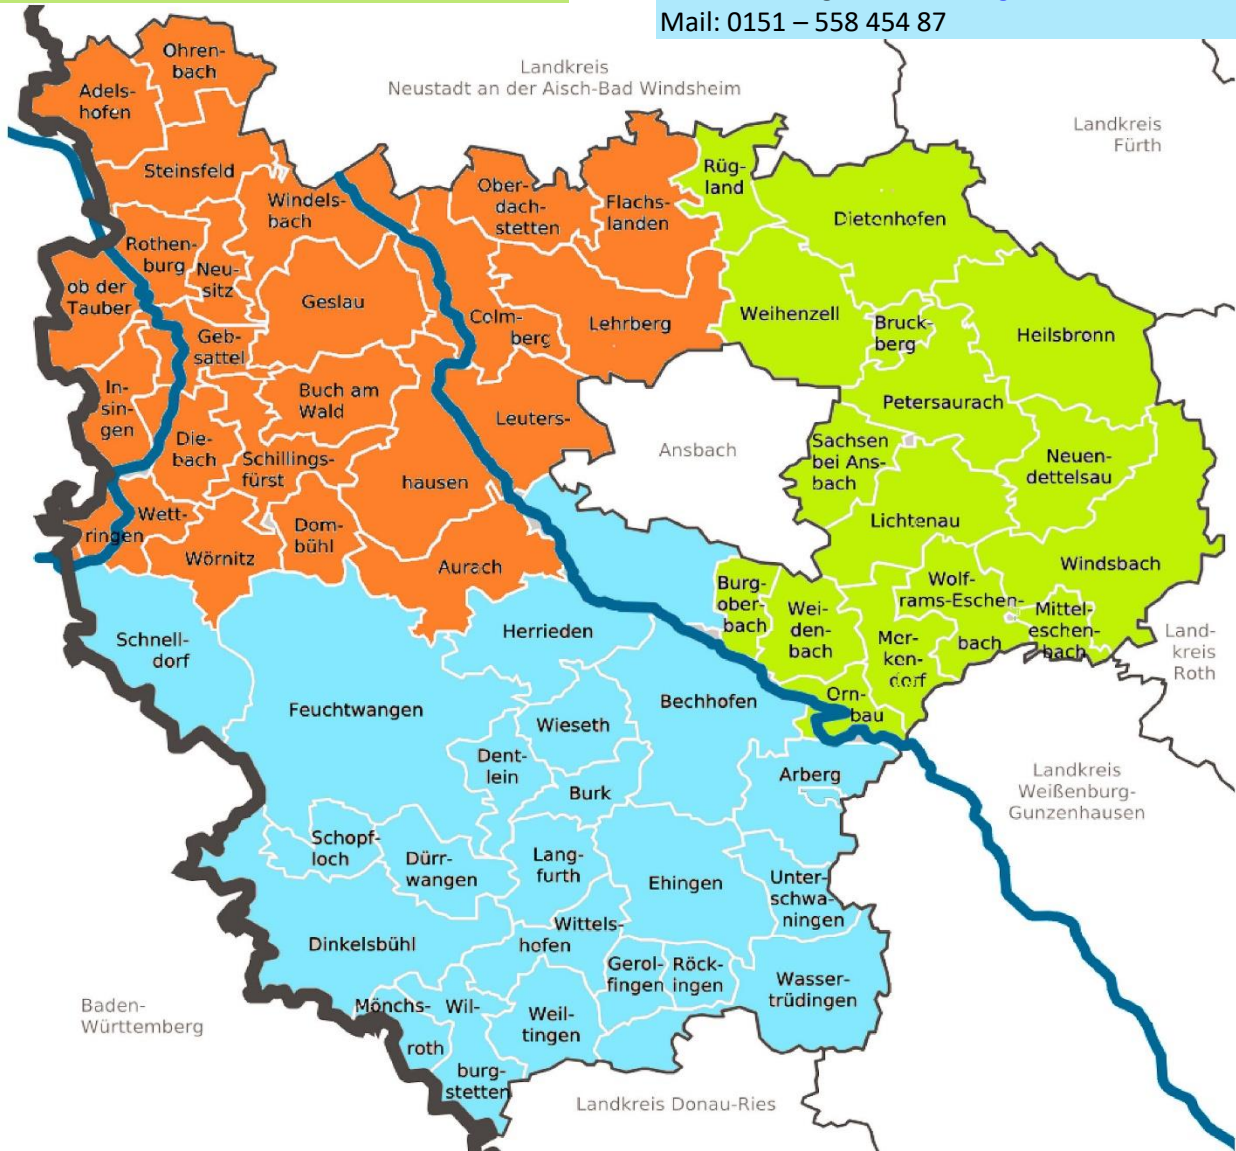 Mail: 0151 – 558 454 87
Ohren-
bach
Adels-
hofen
Landkreis
Neustadt an der Aisch-Bad Windsheim
Landkreis
Fürth
Steinsfeld
Windels-
bach
Ober-
dach-
stetten
Flachs-
landen
Rüg-
land
Dietenhofen
Rothen-
burg
ob der
Tauber
Neu-
sitz
Geslau
Colm-
berg
Lehrberg
Weihenzell
Bruck-
berg
Heilsbronn
Geb-
sattel
In-
sin-
gen
Buch am
Wald
Leuters-
hausen
Ansbach
Petersaurach
Die-
bach
Schillings-
fürst
Sachsen
bei Ans-
bach
Neuen-
dettelsau
Wett-
ringen
Wörnitz
Dom-
bühl
Aurach
Lichtenau
Windsbach
Burg-
ober-
bach
Wei-
den-
bach
Wolf-
rams-Eschen-
bach
Mittel-
eschen-
bach
Mer-
ken-
dorf
Land-
kreis
Roth
Schnell-
dorf
Herrieden
Feuchtwangen
Bechhofen
Orn-
bau
Wieseth
Dent-
lein
Burk
Arberg
Landkreis
Weißenburg-
Gunzenhausen
Schopf-
loch
Dürr-
wangen
Lang-
furth
Ehingen
Unter-
schwa-
ningen
Dinkelsbühl
Wittels-
hofen
Gerol-
fingen
Röck-
ingen
Wasser-
trüdingen
Baden-
Württemberg
Mönchs-
roth
Wil-
burg-
stetten
Weil-
tingen
Landkreis Donau-Ries